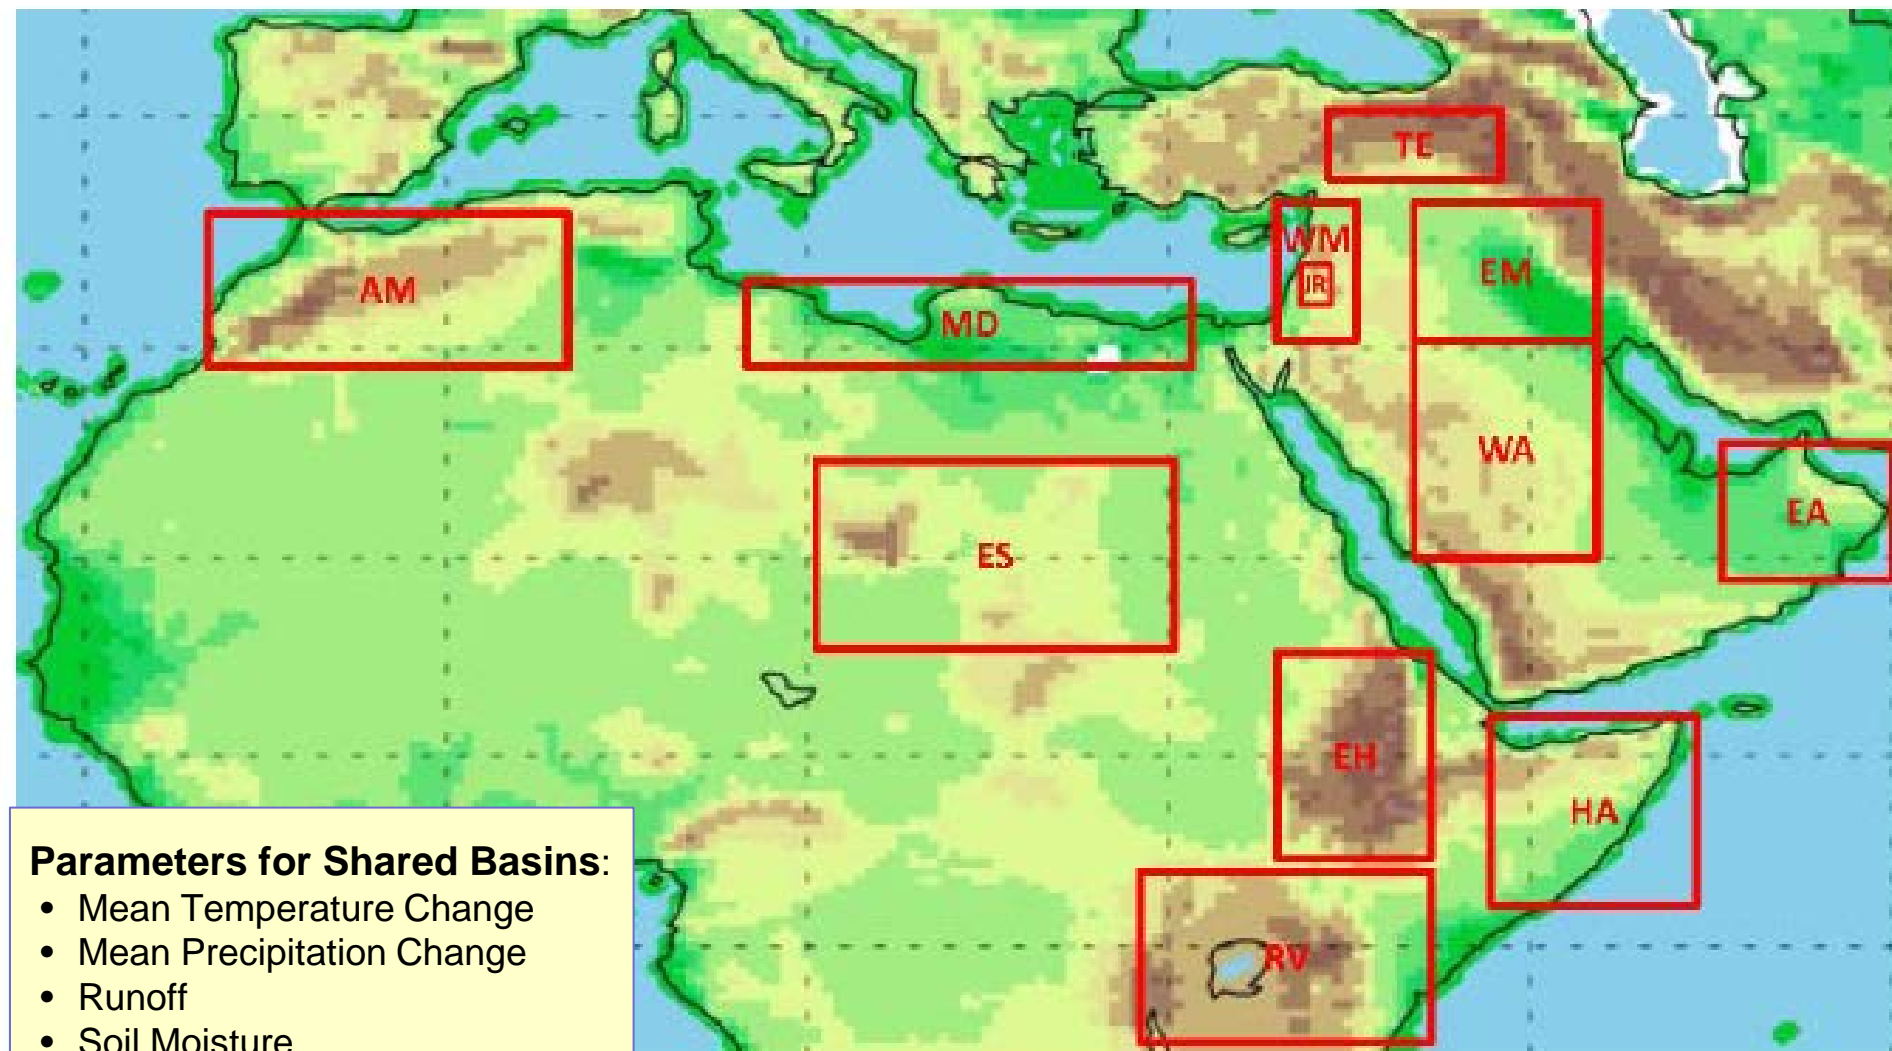 TE
WM
JR
EM
AM
MD
WA
EA
ES
EH
HA
RV
Parameters for Shared Basins:
• Mean Temperature Change
• Mean Precipitation Change
• Runoff
• Soil Moisture